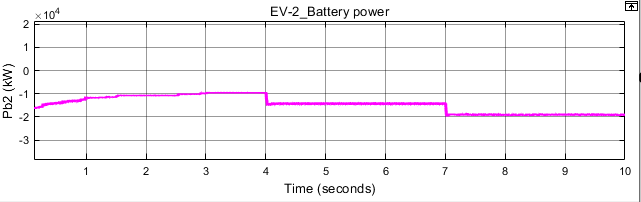 EV-2_Battery power
×10⁴
2
1
0
-1
-2
-3
Pb2 (kW)
1 2 3 4 5 6 7 8 9 10
Time (seconds)